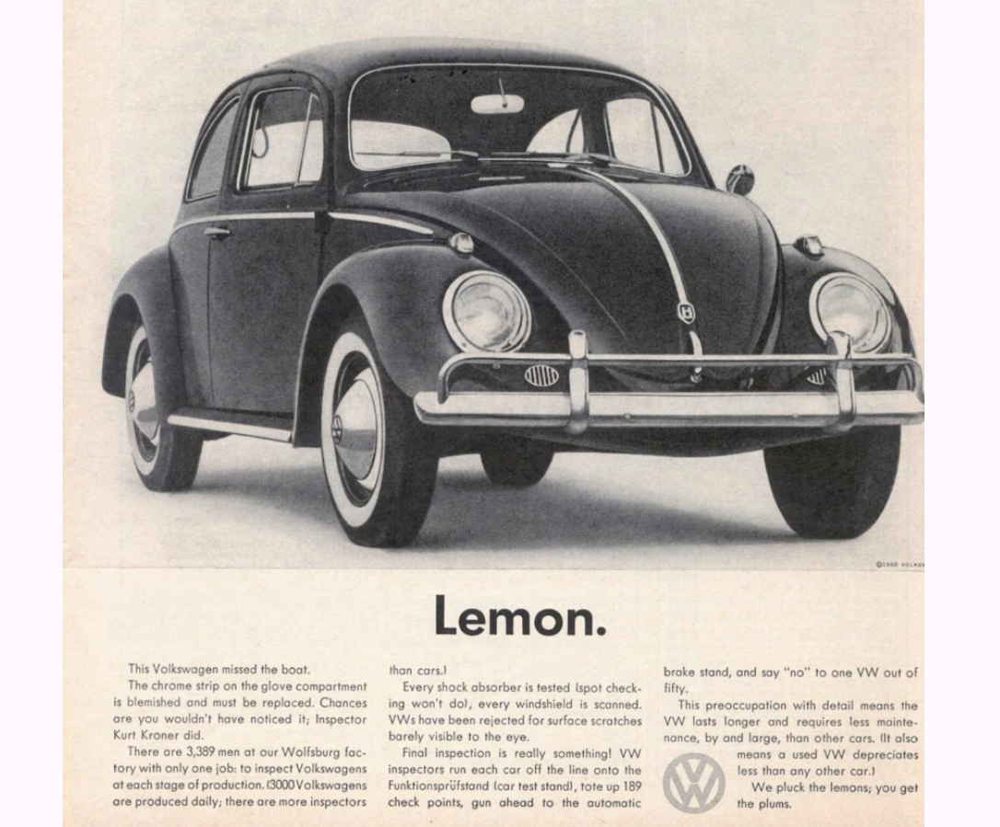 ©1960 VOLKSW
Lemon.
This Volkswagen missed the boat.
The chrome strip on the glove compartment
is blemished and must be replaced. Chances
are you wouldn't have noticed it; Inspector
Kurt Kroner did.
There are 3,389 men at our Wolfsburg fac-
tory with only one job: to inspect Volkswagens
at each stage of production. (3000 Volkswagens
are produced daily; there are more inspectors
than cars.)
Every shock absorber is tested (spot check-
ing won't do), every windshield is scanned.
VWs have been rejected for surface scratches
barely visible to the eye.
Final inspection is really something! VW
inspectors run each car off the line onto the
Funktionsprüfstand (car test stand), tote up 189
check points, gun ahead to the automatic
brake stand, and say "no" to one VW out of
fifty.
This preoccupation with detail means the
VW lasts longer and requires less mainte-
nance, by and large, than other cars. (It also
means a used VW depreciates
less than any other car.)
We pluck the lemons; you get
the plums.
VW